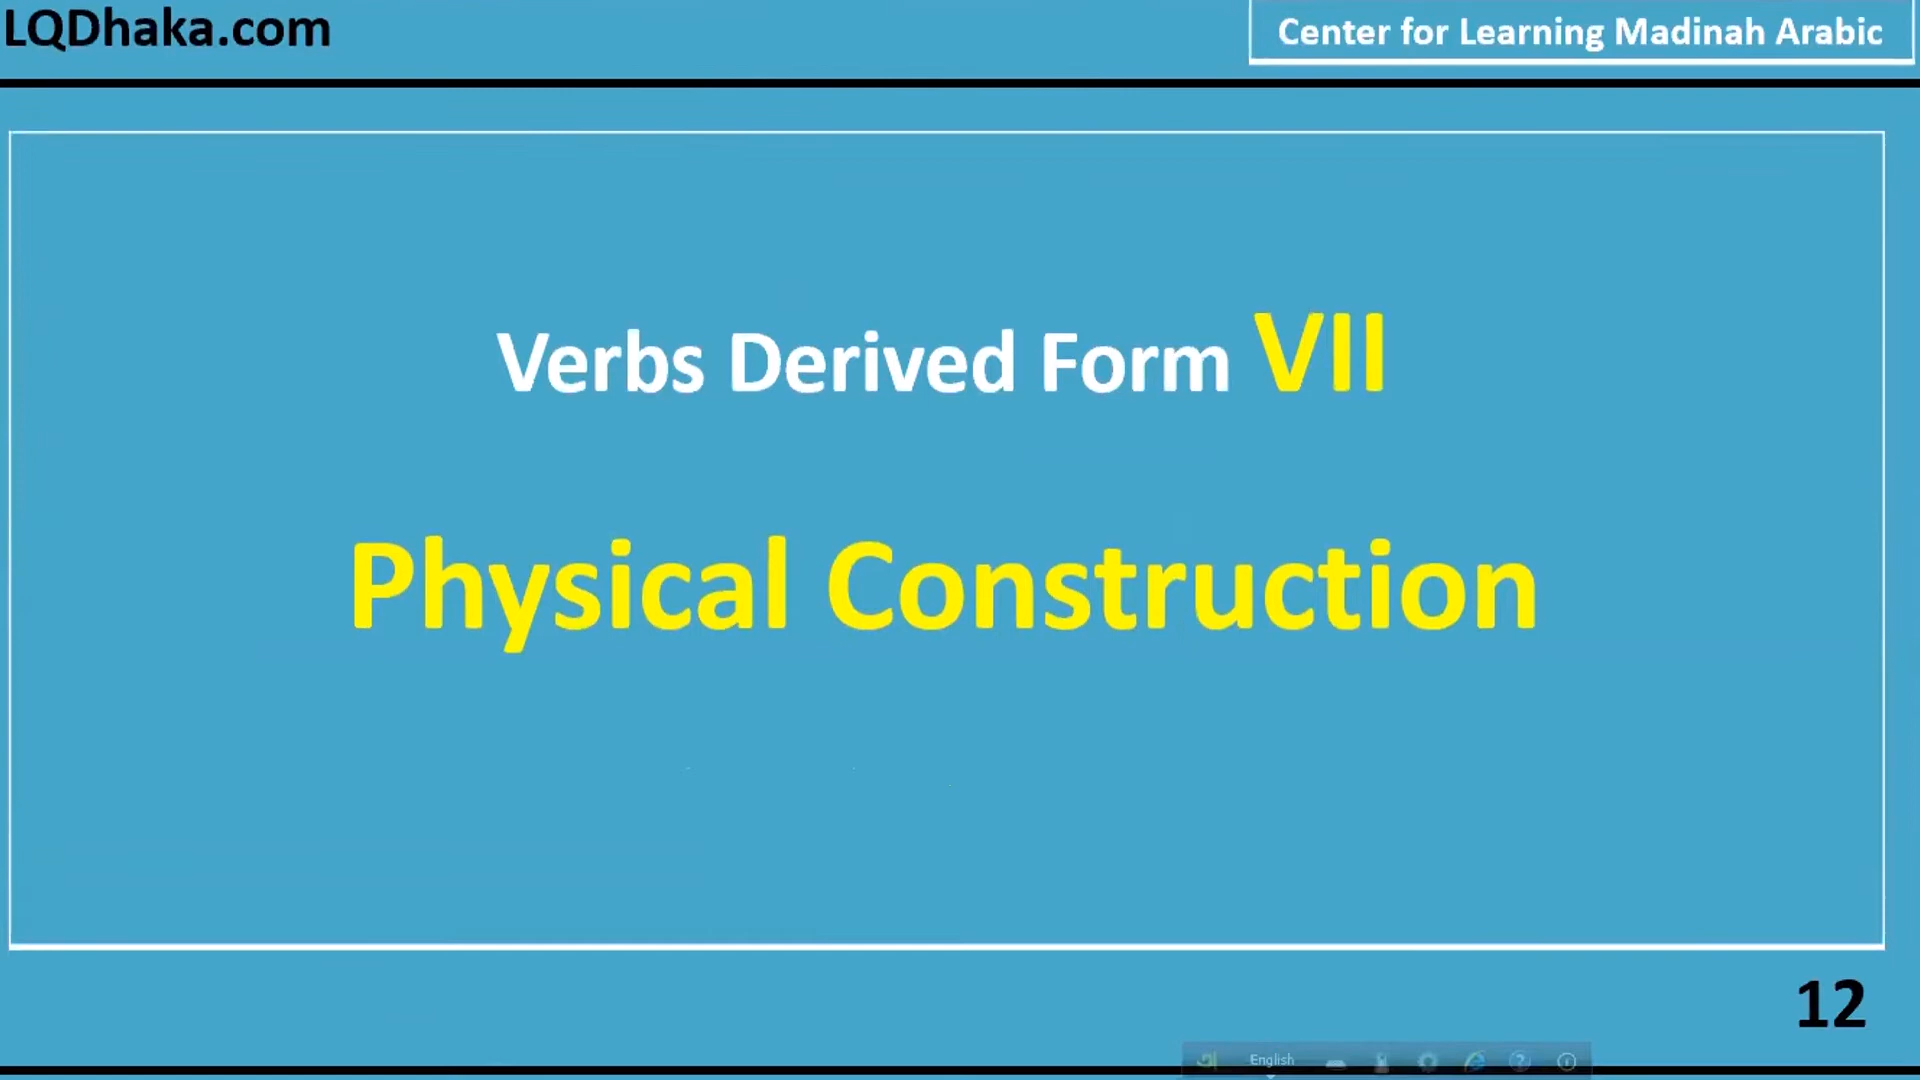 LQDhaka.com
Center for Learning Madinah Arabic
Verbs Derived Form VII
Physical Construction
12
English